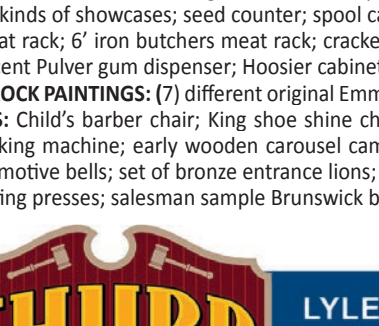 kinds of showcases; seed counter; spool ca
at rack; 6' iron butchers meat rack; cracke
cent Pulver gum dispenser; Hoosier cabinet
OCK PAINTINGS: (7) different original Emm
S: Child's barber chair; King shoe shine ch
king machine; early wooden carousel cam
motive bells; set of bronze entrance lions;
ing presses; salesman sample Brunswick b
THURP
LYLE